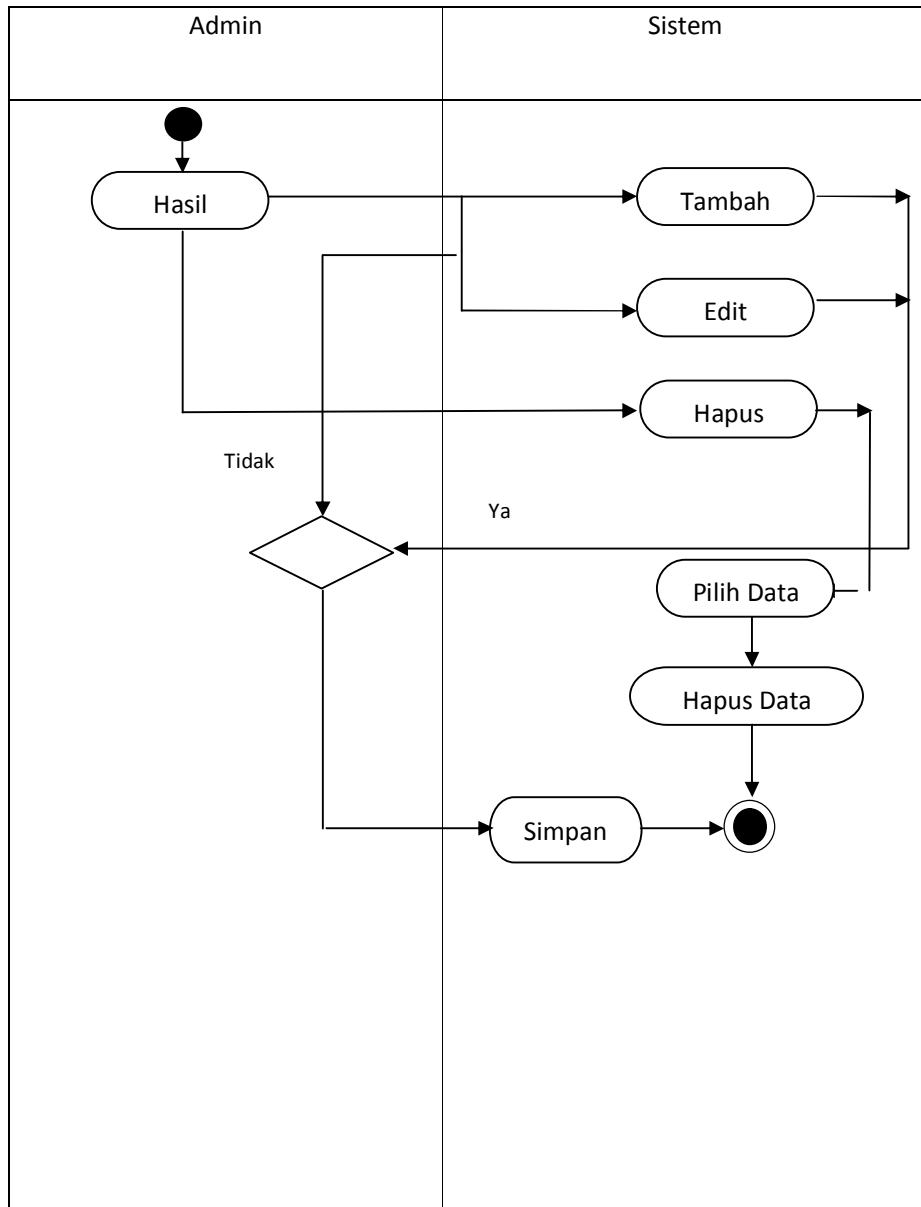 Admin
Sistem
Hasil
Tambah
Edit
Hapus
Tidak
Ya
Pilih Data
Hapus Data
Simpan